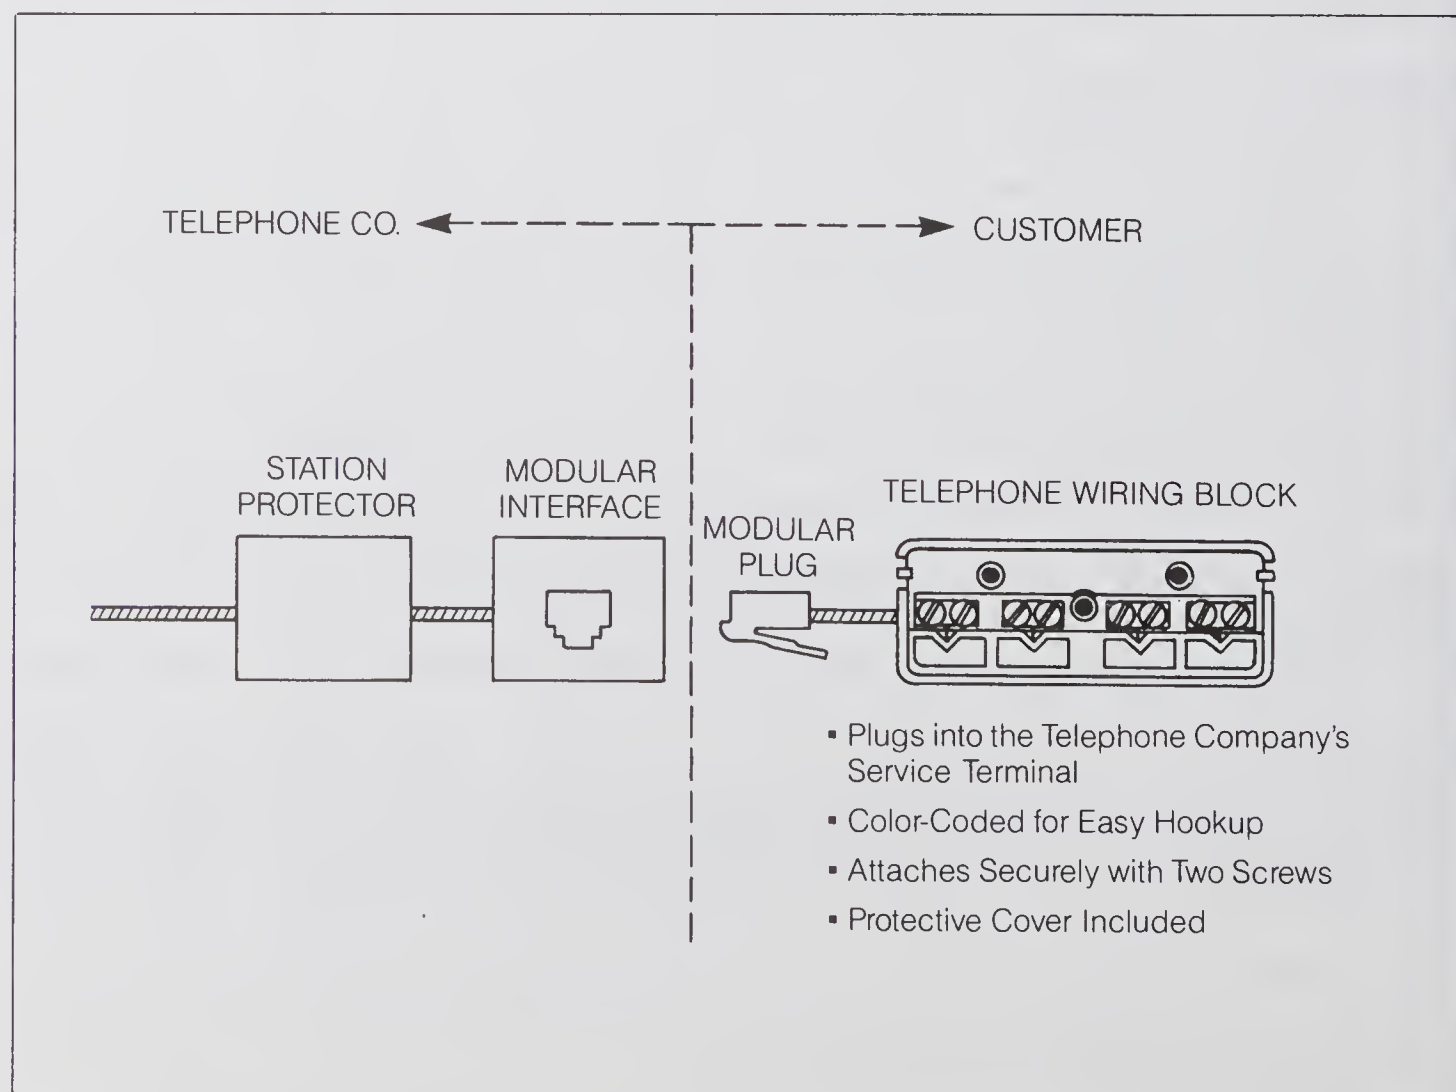 TELEPHONE CO.
CUSTOMER
STATION
PROTECTOR
MODULAR
INTERFACE
MODULAR
PLUG
TELEPHONE WIRING BLOCK
▪ Plugs into the Telephone Company's
Service Terminal
▪ Color-Coded for Easy Hookup
▪ Attaches Securely with Two Screws
▪ Protective Cover Included